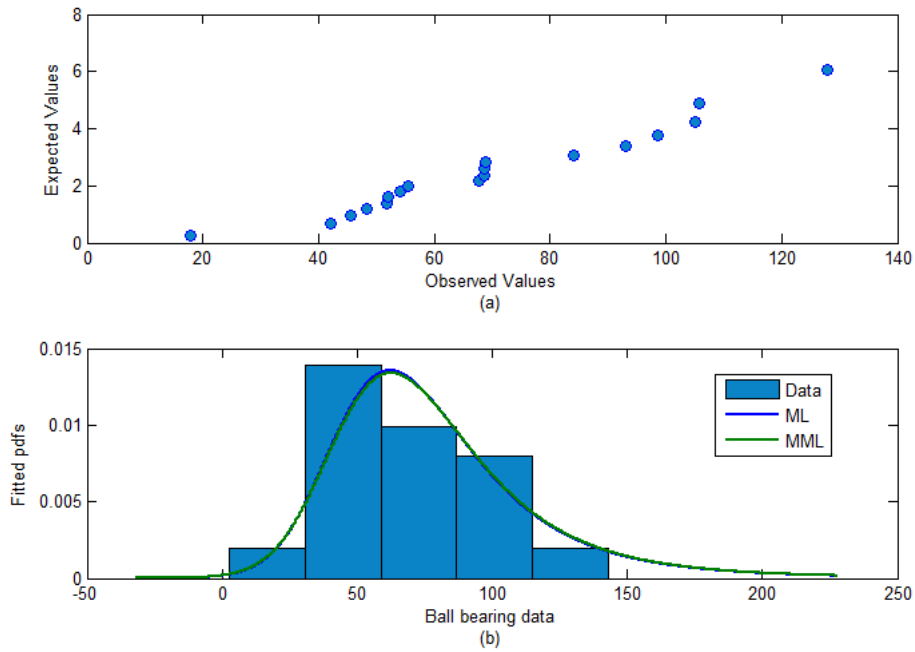 8
6
4
2
0
Expected Values
0 20 40 60 80 100 120 140
Observed Values
(a)
0.015
0.01
0.005
0
Fitted pdfs
Data
ML
MML
-50 0 50 100 150 200 250
Ball bearing data
(b)